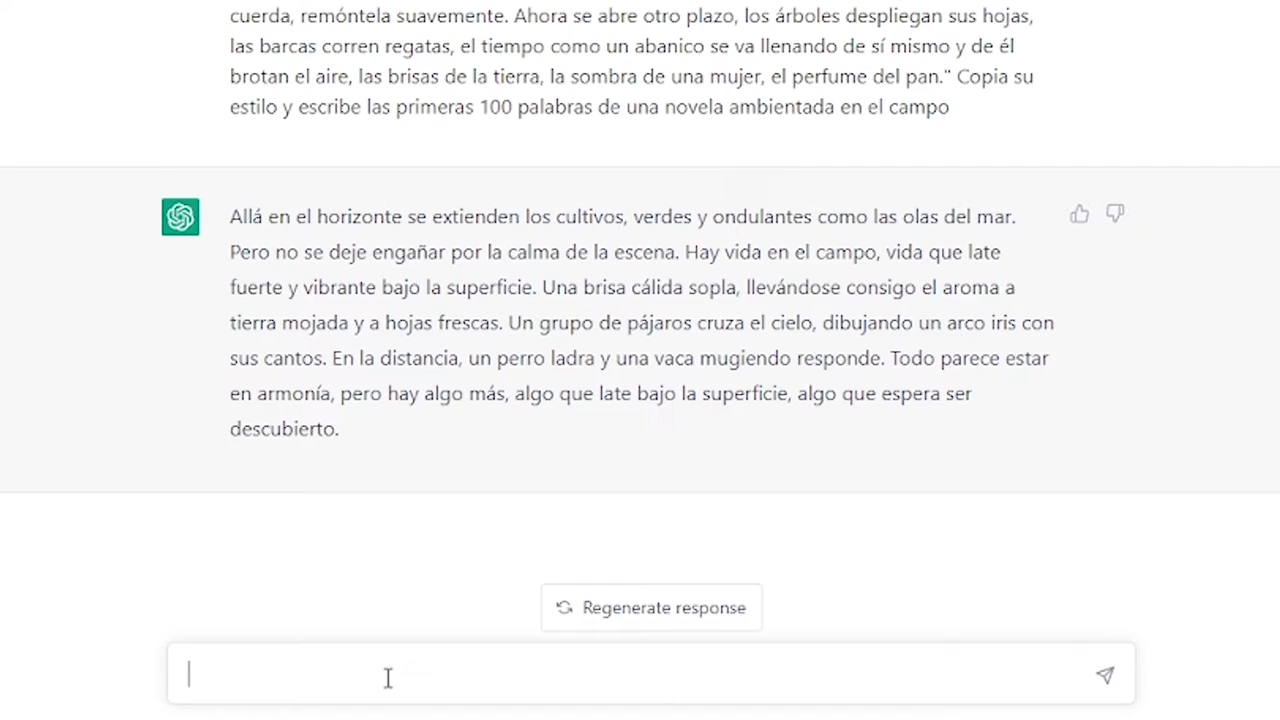 cuerda, remóntela suavemente. Ahora se abre otro plazo, los árboles despliegan sus hojas,
las barcas corren regatas, el tiempo como un abanico se va llenando de sí mismo y de él
brotan el aire, las brisas de la tierra, la sombra de una mujer, el perfume del pan." Copia su
estilo y escribe las primeras 100 palabras de una novela ambientada en el campo
Allá en el horizonte se extienden los cultivos, verdes y ondulantes como las olas del mar.
Pero no se deje engañar por la calma de la escena. Hay vida en el campo, vida que late
fuerte y vibrante bajo la superficie. Una brisa cálida sopla, llevándose consigo el aroma a
tierra mojada y a hojas frescas. Un grupo de pájaros cruza el cielo, dibujando un arco iris con
sus cantos. En la distancia, un perro ladra y una vaca mugiendo responde. Todo parece estar
en armonía, pero hay algo más, algo que late bajo la superficie, algo que espera ser
descubierto.
Regenerate response